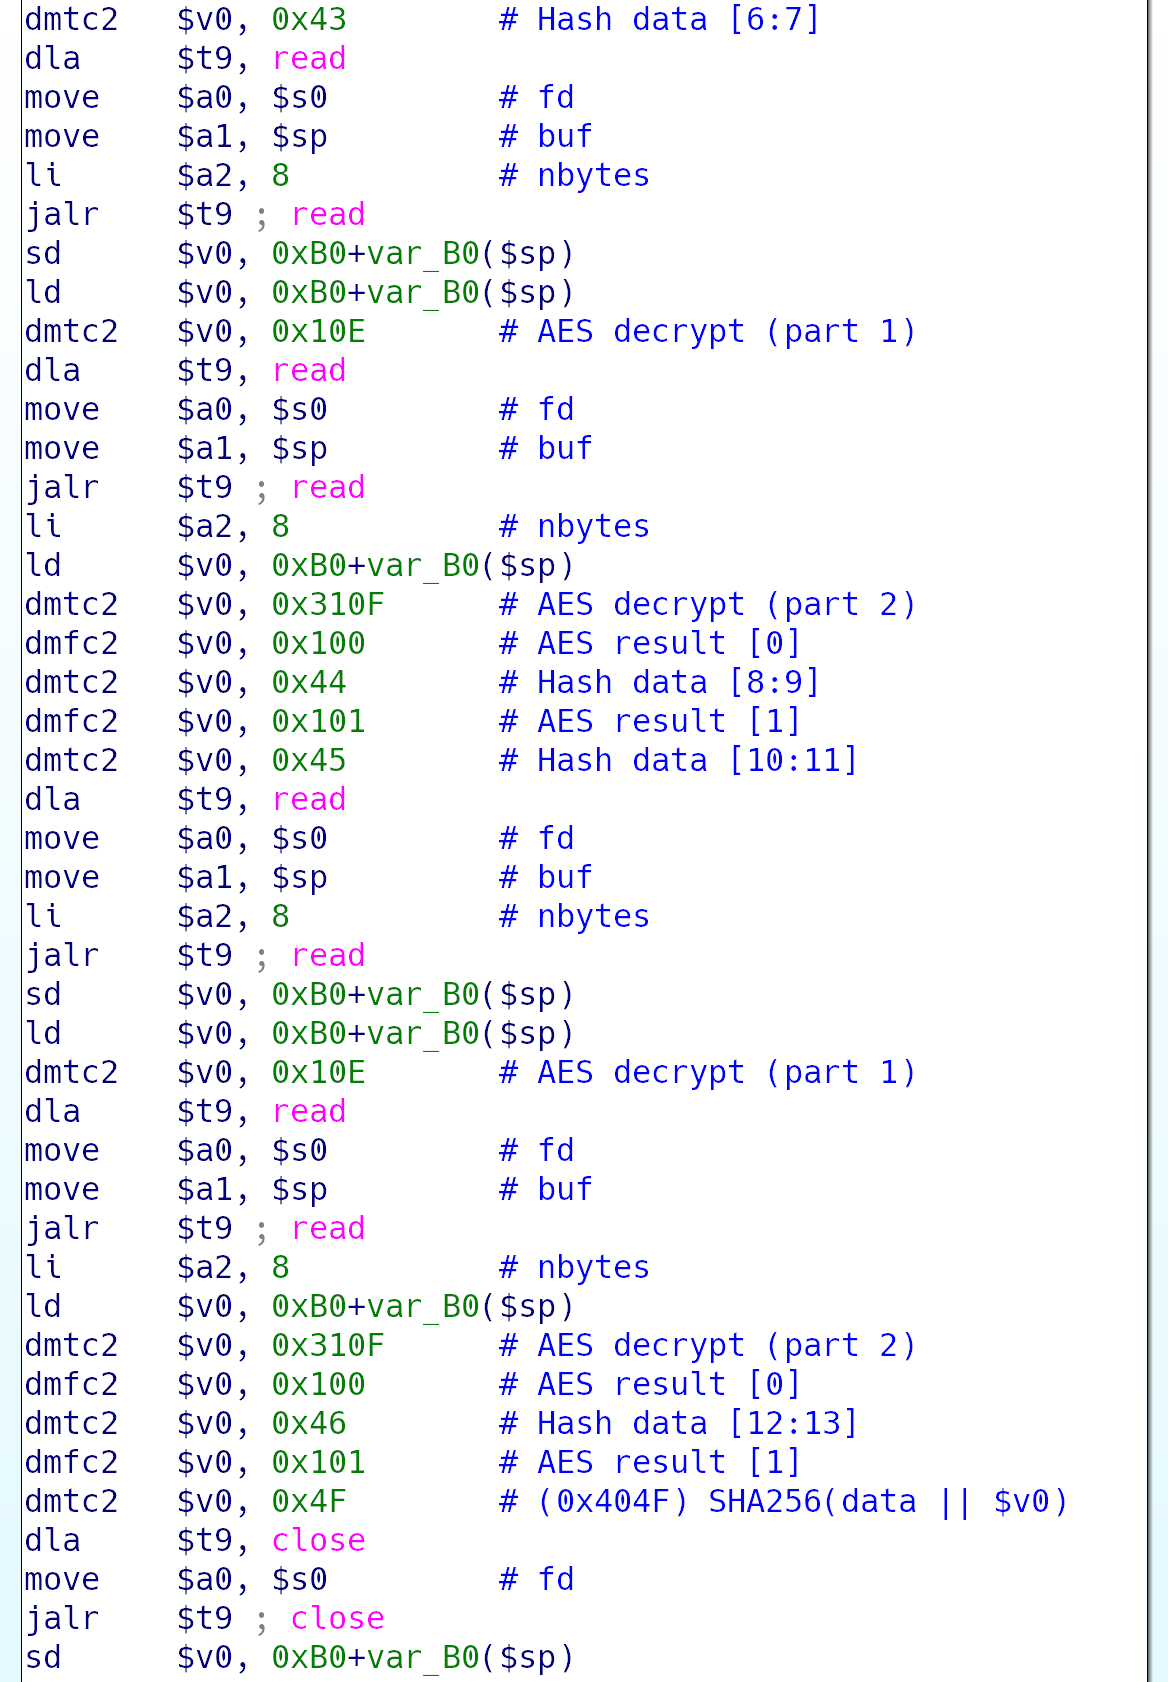 dmtc2 $v0, 0x43 # Hash data [6:7]
dla $t9, read
move $a0, $s0 # fd
move $a1, $sp # buf
li $a2, 8 # nbytes
jalr $t9 ; read
sd $v0, 0xB0+var_B0($sp)
ld $v0, 0xB0+var_B0($sp)
dmtc2 $v0, 0x10E # AES decrypt (part 1)
dla $t9, read
move $a0, $s0 # fd
move $a1, $sp # buf
jalr $t9 ; read
li $a2, 8 # nbytes
ld $v0, 0xB0+var_B0($sp)
dmtc2 $v0, 0x310F # AES decrypt (part 2)
dmfc2 $v0, 0x100 # AES result [0]
dmtc2 $v0, 0x44 # Hash data [8:9]
dmfc2 $v0, 0x101 # AES result [1]
dmtc2 $v0, 0x45 # Hash data [10:11]
dla $t9, read
move $a0, $s0 # fd
move $a1, $sp # buf
li $a2, 8 # nbytes
jalr $t9 ; read
sd $v0, 0xB0+var_B0($sp)
ld $v0, 0xB0+var_B0($sp)
dmtc2 $v0, 0x10E # AES decrypt (part 1)
dla $t9, read
move $a0, $s0 # fd
move $a1, $sp # buf
jalr $t9 ; read
li $a2, 8 # nbytes
ld $v0, 0xB0+var_B0($sp)
dmtc2 $v0, 0x310F # AES decrypt (part 2)
dmfc2 $v0, 0x100 # AES result [0]
dmtc2 $v0, 0x46 # Hash data [12:13]
dmfc2 $v0, 0x101 # AES result [1]
dmtc2 $v0, 0x4F # (0x404F) SHA256(data || $v0)
dla $t9, close
move $a0, $s0 # fd
jalr $t9 ; close
sd $v0, 0xB0+var_B0($sp)